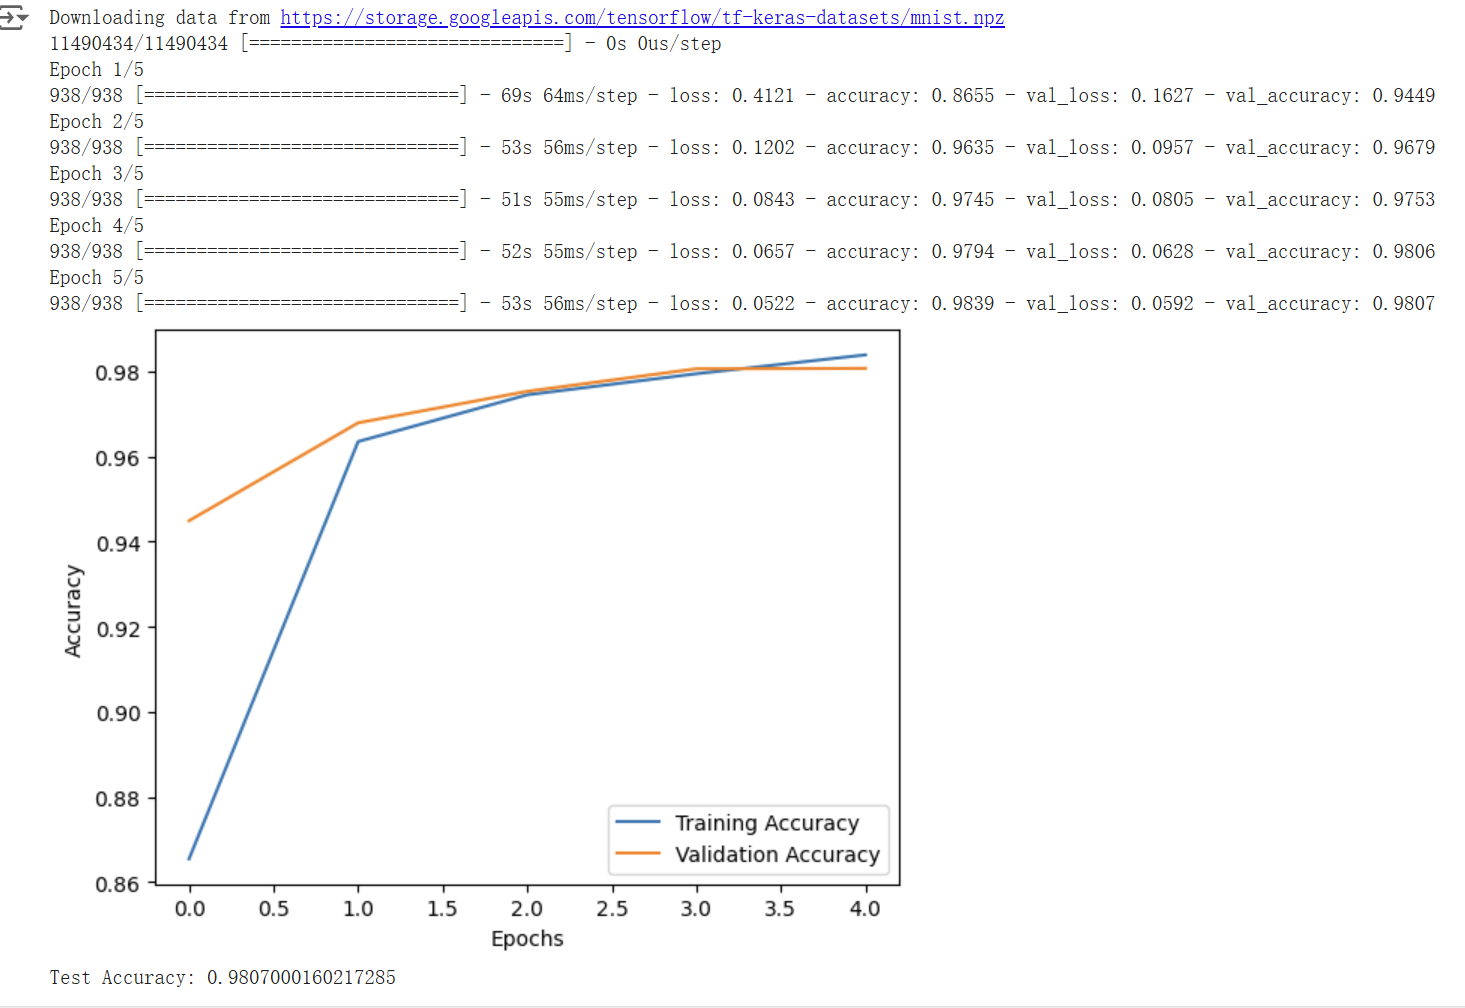 Downloading data from https://storage.googleapis.com/tensorflow/tf-keras-datasets/mnist.npz
11490434/11490434 [==============================] - 0s 0us/step
Epoch 1/5
938/938 [==============================] - 69s 64ms/step - loss: 0.4121 - accuracy: 0.8655 - val_loss: 0.1627 - val_accuracy: 0.9449
Epoch 2/5
938/938 [==============================] - 53s 56ms/step - loss: 0.1202 - accuracy: 0.9635 - val_loss: 0.0957 - val_accuracy: 0.9679
Epoch 3/5
938/938 [==============================] - 51s 55ms/step - loss: 0.0843 - accuracy: 0.9745 - val_loss: 0.0805 - val_accuracy: 0.9753
Epoch 4/5
938/938 [==============================] - 52s 55ms/step - loss: 0.0657 - accuracy: 0.9794 - val_loss: 0.0628 - val_accuracy: 0.9806
Epoch 5/5
938/938 [==============================] - 53s 56ms/step - loss: 0.0522 - accuracy: 0.9839 - val_loss: 0.0592 - val_accuracy: 0.9807
0.98
0.96
0.94
0.92
0.90
0.88
0.86
Accuracy
Training Accuracy
Validation Accuracy
0.0 0.5 1.0 1.5 2.0 2.5 3.0 3.5 4.0
Epochs
Test Accuracy: 0.9807000160217285